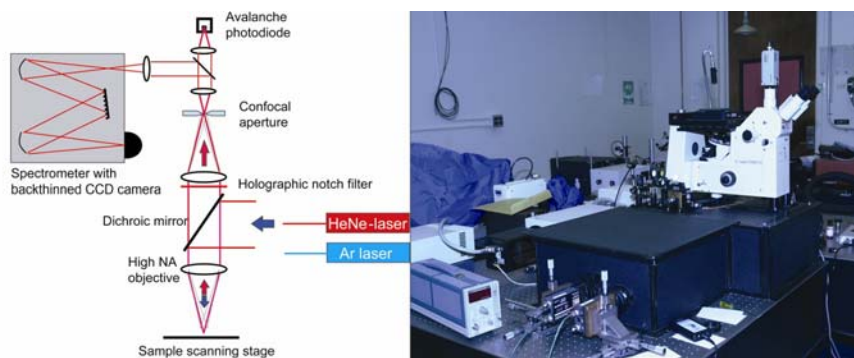 Avalanche
photodiode
Confocal
aperture
Spectrometer with
backthinned CCD camera
Holographic notch filter
Dichroic mirror
HeNe-laser
Ar laser
High NA
objective
Sample scanning stage